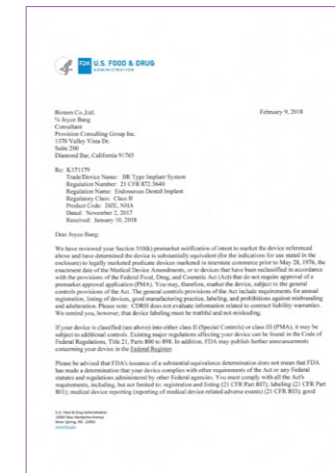 FDA U.S. FOOD & DRUG
ADMINISTRATION
Biotem Co.,Ltd. February 9, 2018
℅ Joyce Bang
Consultant
Provision Consulting Group Inc.
1370 Valley Vista Dr.
Suite 200
Diamond Bar, California 91765
Re: K171179
Trade/Device Name: BR Type Implant System
Regulation Number: 21 CFR 872.3640
Regulation Name: Endosseous Dental Implant
Regulatory Class: Class II
Product Code: DZE, NHA
Dated: November 2, 2017
Received: January 10, 2018
Dear Joyce Bang:
We have reviewed your Section 510(k) premarket notification of intent to market the device referenced
above and have determined the device is substantially equivalent (for the indications for use stated in the
enclosure) to legally marketed predicate devices marketed in interstate commerce prior to May 28, 1976, the
enactment date of the Medical Device Amendments, or to devices that have been reclassified in accordance
with the provisions of the Federal Food, Drug, and Cosmetic Act (Act) that do not require approval of a
premarket approval application (PMA). You may, therefore, market the device, subject to the general
controls provisions of the Act. The general controls provisions of the Act include requirements for annual
registration, listing of devices, good manufacturing practice, labeling, and prohibitions against misbranding
and adulteration. Please note: CDRH does not evaluate information related to contract liability warranties.
We remind you, however, that device labeling must be truthful and not misleading.
If your device is classified (see above) into either class II (Special Controls) or class III (PMA), it may be
subject to additional controls. Existing major regulations affecting your device can be found in the Code of
Federal Regulations, Title 21, Parts 800 to 898. In addition, FDA may publish further announcements
concerning your device in the Federal Register.
Please be advised that FDA's issuance of a substantial equivalence determination does not mean that FDA
has made a determination that your device complies with other requirements of the Act or any Federal
statutes and regulations administered by other Federal agencies. You must comply with all the Act's
requirements, including, but not limited to: registration and listing (21 CFR Part 807); labeling (21 CFR Part
801); medical device reporting (reporting of medical device-related adverse events) (21 CFR 803); good
U.S. Food & Drug Administration
10903 New Hampshire Avenue
Silver Spring, MD 20993
www.fda.gov